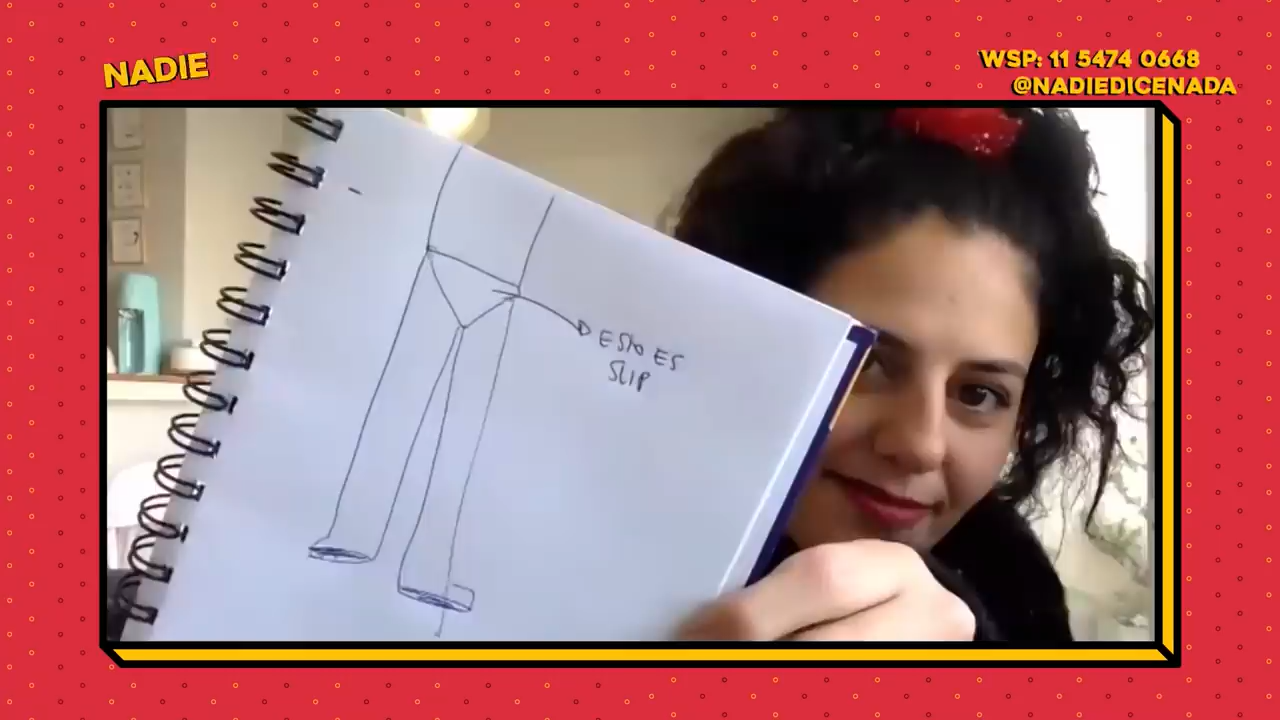 NADIE
WSP: 11 5474 0668
@NADIEDICENADA
ESTO ES
SLIP